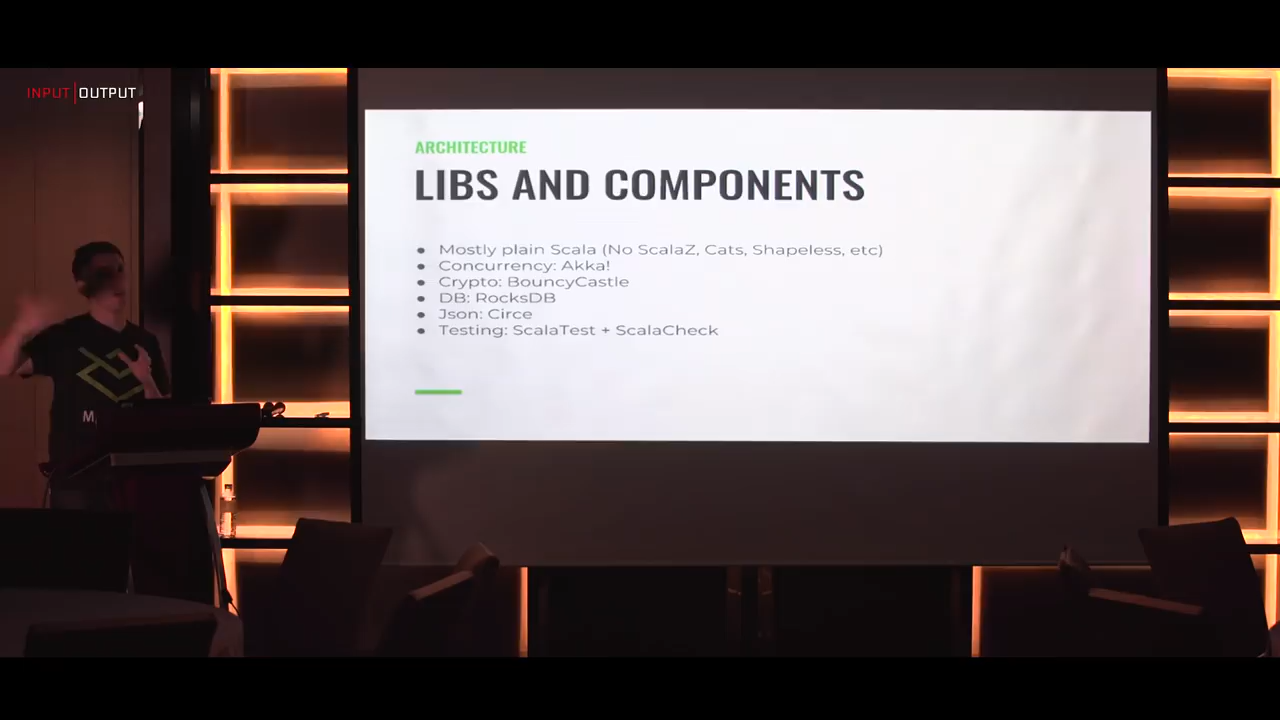 INPUT|OUTPUT
ARCHITECTURE
LIBS AND COMPONENTS
● Mostly plain Scala (No ScalaZ, Cats, Shapeless, etc)
● Concurrency: Akka!
● Crypto: BouncyCastle
● DB: RocksDB
● Json: Circe
● Testing: ScalaTest + ScalaCheck